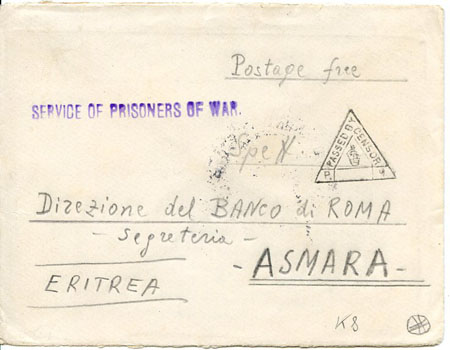 Postage free
SERVICE OF PRISONERS OF WAR.
PASSED BY CENSOR
P.
Direzione del BANCO di ROMA
- Segreteria -
- ASMARA -
ERITREA
K8